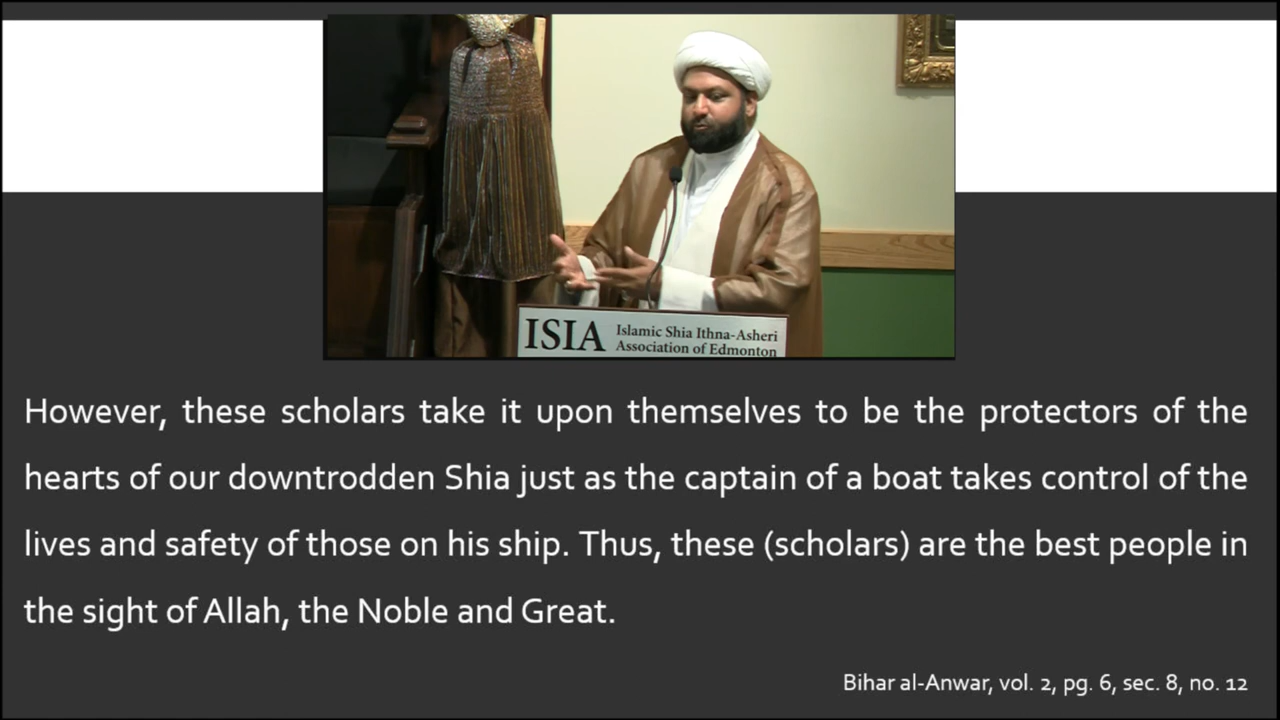 ISIA
Islamic Shia Ithna-Asheri
Association of Edmonton
However, these scholars take it upon themselves to be the protectors of the
hearts of our downtrodden Shia just as the captain of a boat takes control of the
lives and safety of those on his ship. Thus, these (scholars) are the best people in
the sight of Allah, the Noble and Great.
Bihar al-Anwar, vol. 2, pg. 6, sec. 8, no. 12